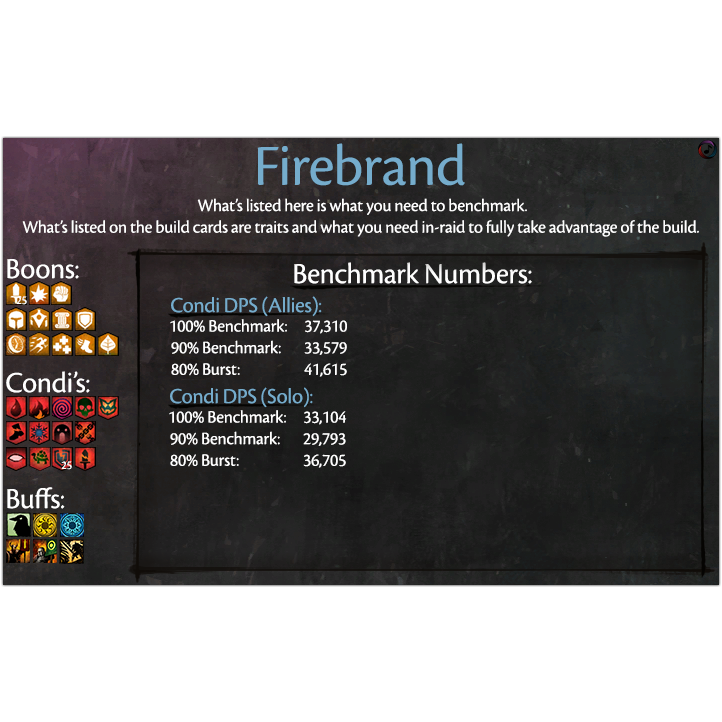 Firebrand
What's listed here is what you need to benchmark.
What's listed on the build cards are traits and what you need in-raid to fully take advantage of the build.
Boons:
25
Condi's:
25
Buffs:
Benchmark Numbers:
Condi DPS (Allies):
100% Benchmark: 37,310
90% Benchmark: 33,579
80% Burst: 41,615
Condi DPS (Solo):
100% Benchmark: 33,104
90% Benchmark: 29,793
80% Burst: 36,705